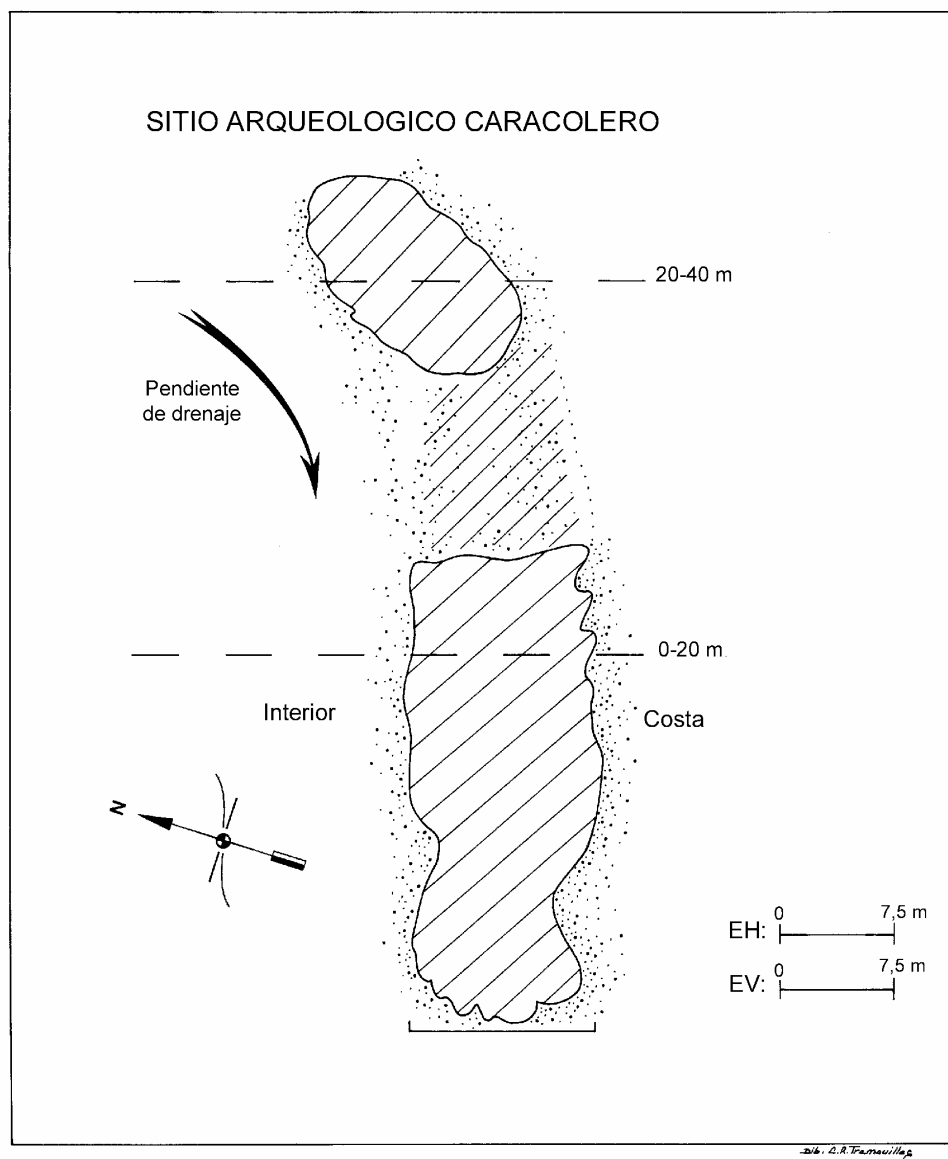 SITIO ARQUEOLOGICO CARACOLERO
20-40 m
Pendiente
de drenaje
0-20 m
Interior
Costa
N
0 7,5 m
EH:
0 7,5 m
EV:
Dib.